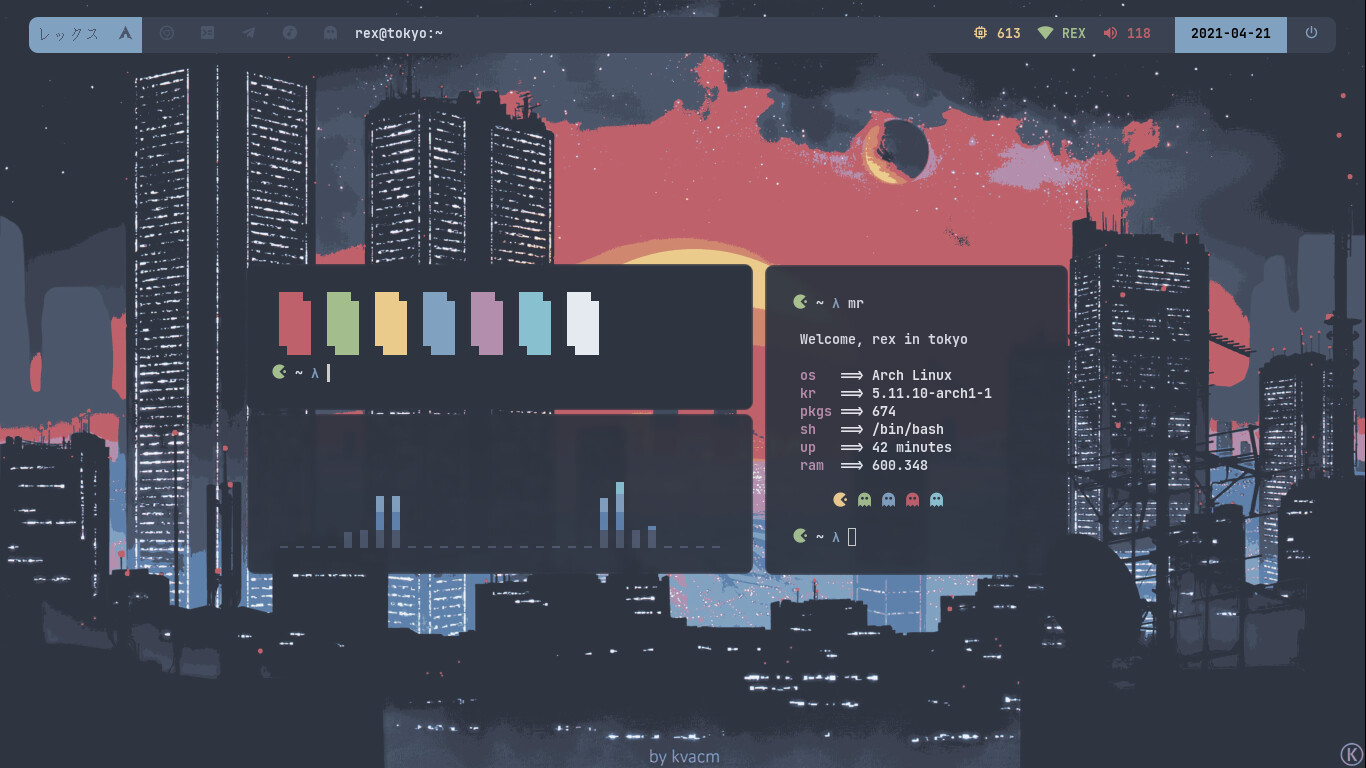 レックス
rex@tokyo:~
613
REX
118
2021-04-21
~ λ
~ λ mr
Welcome, rex in tokyo
os ⟹ Arch Linux
kr ⟹ 5.11.10-arch1-1
pkgs ⟹ 674
sh ⟹ /bin/bash
up ⟹ 42 minutes
ram ⟹ 600.348
~ λ
by kvacm
K